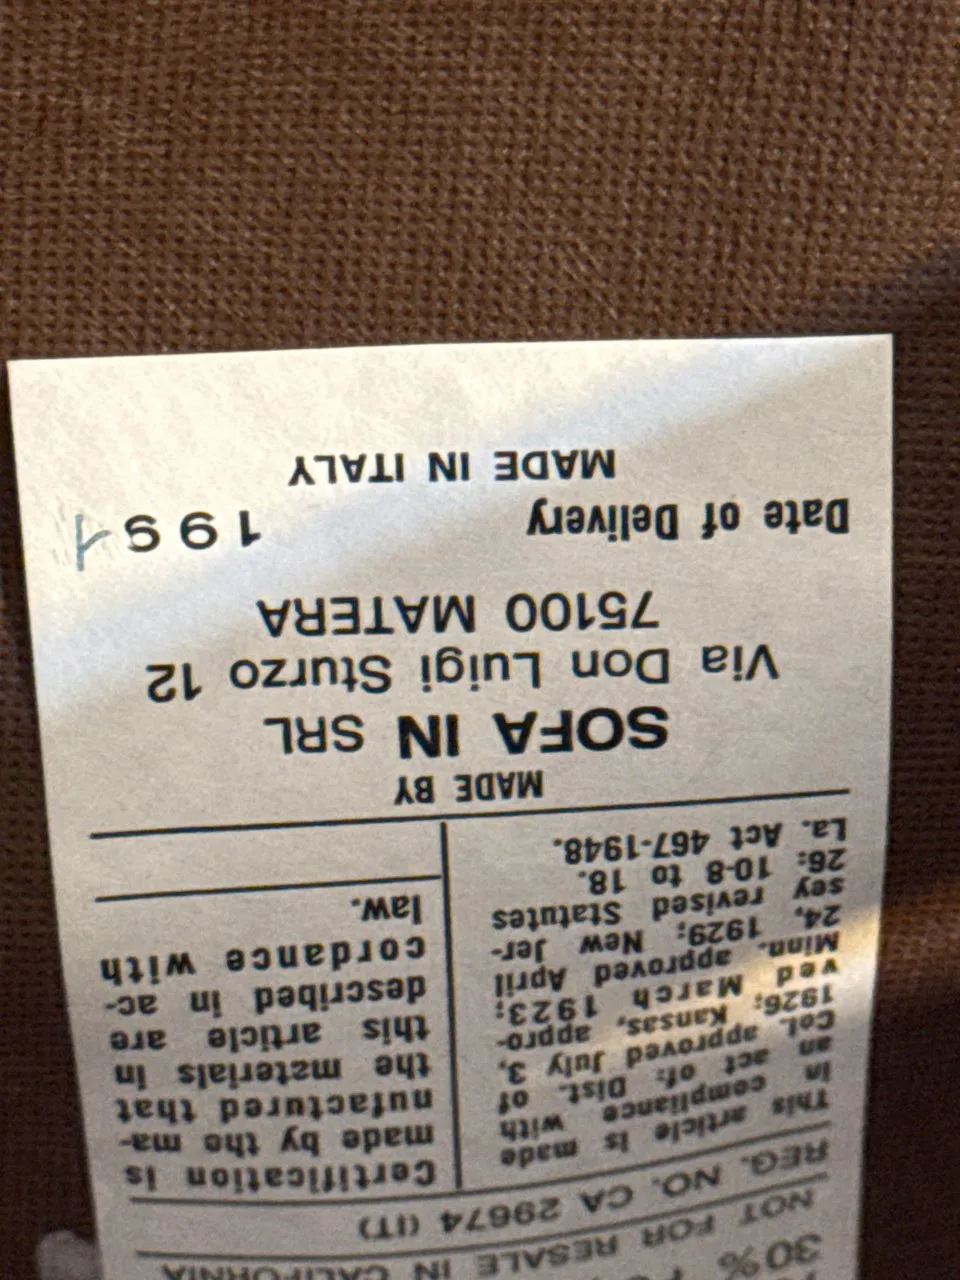 30%
NOT FOR RESALE IN CALIFORNIA
REG. NO. CA 29674 (IT)
This article is made
in compliance with
an act of: Dist. of
Col. approved July 3,
1926; Kansas, appro-
ved March 1923;
Minn. approved April
24, 1929; New Jer-
sey revised Statutes
26: 10-8 to 18.
La. Act 467-1948.
Certification is
made by the ma-
nufactured that
the materials in
this article are
described in ac-
cordance with
law.
MADE BY
SOFA IN SRL
Via Don Luigi Sturzo 12
75100 MATERA
Date of Delivery 1991
MADE IN ITALY